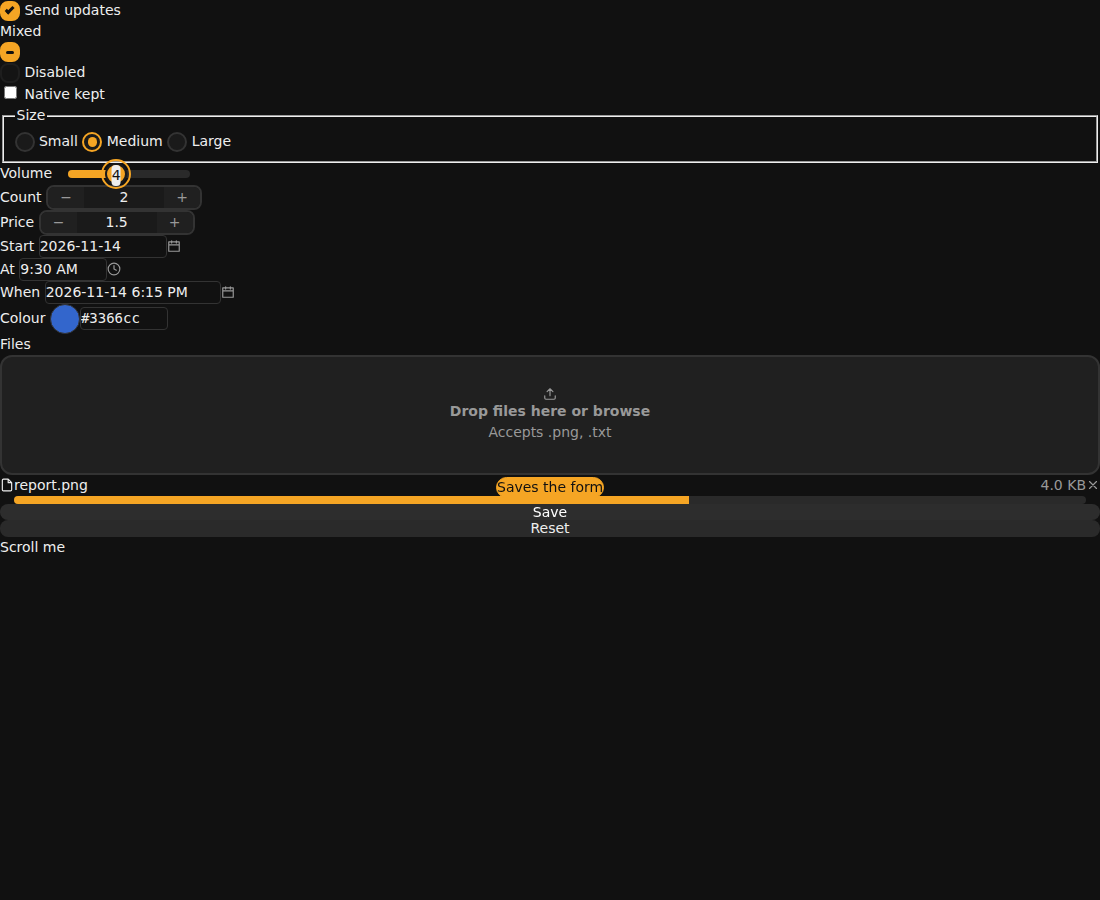 Send updates
Mixed
Disabled
Native kept
Size
Small Medium Large
Volume 4
Count − 2 +
Price − 1.5 +
Start 2026-11-14
At 9:30 AM
When 2026-11-14 6:15 PM
Colour #3366cc
Files
Drop files here or browse
Accepts .png, .txt
report.png 4.0 KB
Saves the form
Save
Reset
Scroll me